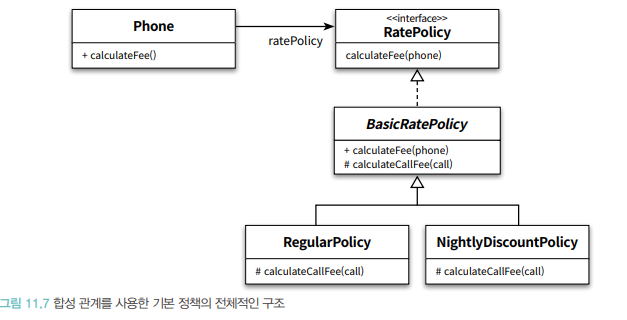 Phone
+ calculateFee()
ratePolicy
<<interface>>
RatePolicy
calculateFee(phone)
BasicRatePolicy
+ calculateFee(phone)
# calculateCallFee(call)
RegularPolicy
# calculateCallFee(call)
NightlyDiscountPolicy
# calculateCallFee(call)
그림 11.7 합성 관계를 사용한 기본 정책의 전체적인 구조